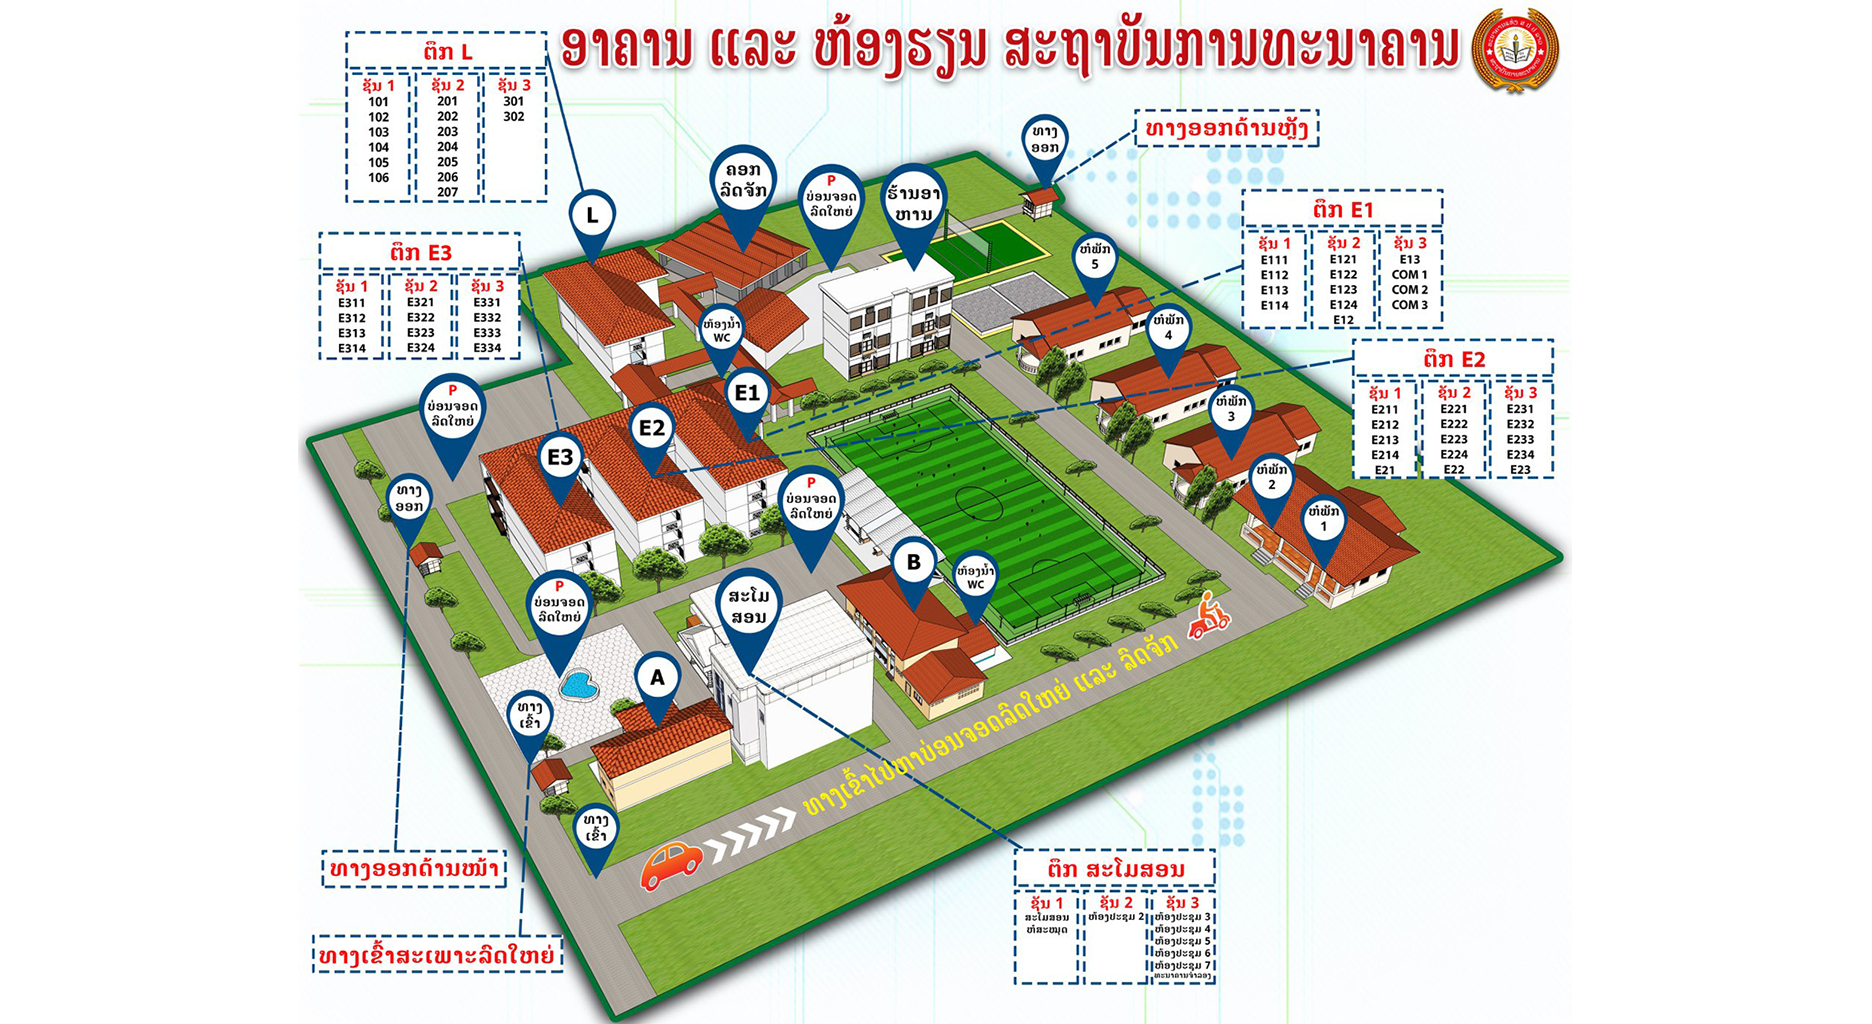 ອາຄານ ແລະ ຫ້ອງຮຽນ ສະຖາບັນການທະນາຄານ
ຕຶກ L
ຊັ້ນ 1
101
102
103
104
105
106
ຊັ້ນ 2
201
202
203
204
205
206
207
ຊັ້ນ 3
301
302
ທາງອອກດ້ານຫຼັງ
ທາງ
ອອກ
ຄອກ
ລົດຈັກ
P
ບ່ອນຈອດ
ລົດໃຫຍ່
ຮ້ານອາ
ຫານ
L
ຕຶກ E1
ຊັ້ນ 1
E111
E112
E113
E114
ຊັ້ນ 2
E121
E122
E123
E124
E12
ຊັ້ນ 3
E13
COM 1
COM 2
COM 3
ຕຶກ E3
ຊັ້ນ 1
E311
E312
E313
E314
ຊັ້ນ 2
E321
E322
E323
E324
ຊັ້ນ 3
E331
E332
E333
E334
ຫໍພັກ
5
ຫໍພັກ
4
ຫໍພັກ
3
ຫໍພັກ
2
ຫໍພັກ
1
ຫ້ອງນ້ຳ
WC
ຕຶກ E2
ຊັ້ນ 1
E211
E212
E213
E214
E21
ຊັ້ນ 2
E221
E222
E223
E224
E22
ຊັ້ນ 3
E231
E232
E233
E234
E23
P
ບ່ອນຈອດ
ລົດໃຫຍ່
E1
E2
E3
ທາງ
ອອກ
P
ບ່ອນຈອດ
ລົດໃຫຍ່
B
ຫ້ອງນ້ຳ
WC
P
ບ່ອນຈອດ
ລົດໃຫຍ່
ສະໂມ
ສອນ
A
ທາງ
ເຂົ້າ
ທາງເຂົ້າໄປຫາບ່ອນຈອດລົດໃຫຍ່ ແລະ ລົດຈັກ
ທາງ
ເຂົ້າ
ທາງອອກດ້ານໜ້າ
ທາງເຂົ້າສະເພາະລົດໃຫຍ່
ຕຶກ ສະໂມສອນ
ຊັ້ນ 1
ສະໂມສອນ
ຫໍສະໝຸດ
ຊັ້ນ 2
ຫ້ອງປະຊຸມ 2
ຊັ້ນ 3
ຫ້ອງປະຊຸມ 3
ຫ້ອງປະຊຸມ 4
ຫ້ອງປະຊຸມ 5
ຫ້ອງປະຊຸມ 6
ຫ້ອງປະຊຸມ 7
ທະນາຄານຈຳລອງ